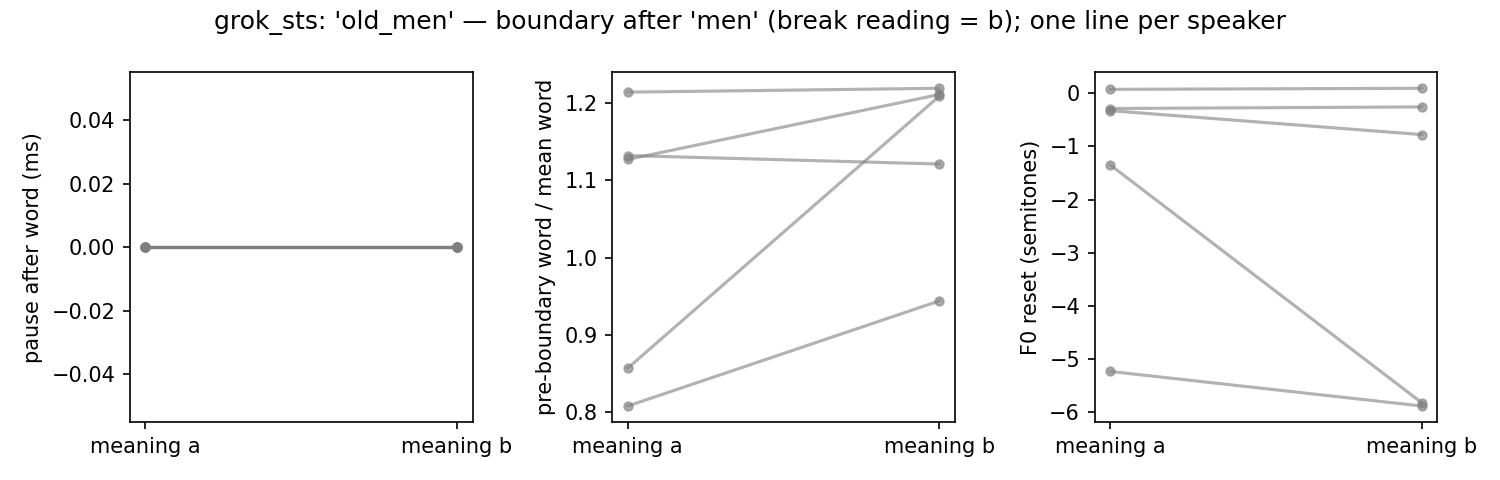 grok_sts: 'old_men' — boundary after 'men' (break reading = b); one line per speaker
pause after word (ms)
0.04
0.02
0.00
−0.02
−0.04
meaning a
meaning b
pre-boundary word / mean word
1.2
1.1
1.0
0.9
0.8
meaning a
meaning b
F0 reset (semitones)
0
−1
−2
−3
−4
−5
−6
meaning a
meaning b